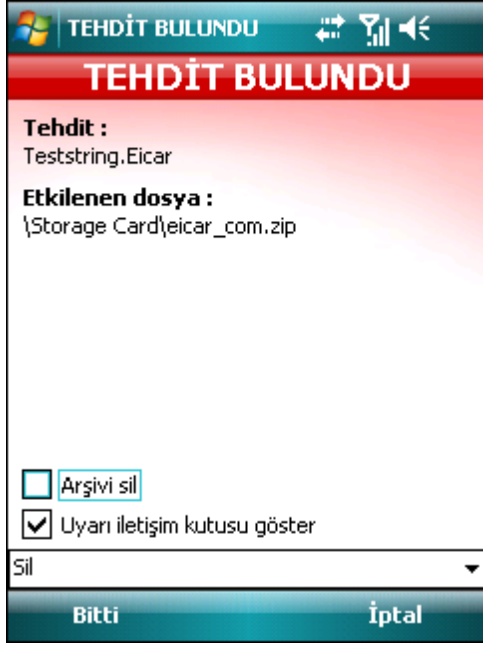 TEHDİT BULUNDU
TEHDİT BULUNDU
Tehdit :
Teststring.Eicar
Etkilenen dosya :
\Storage Card\eicar_com.zip
Arşivi sil
Uyarı iletişim kutusu göster
Sil
Bitti İptal